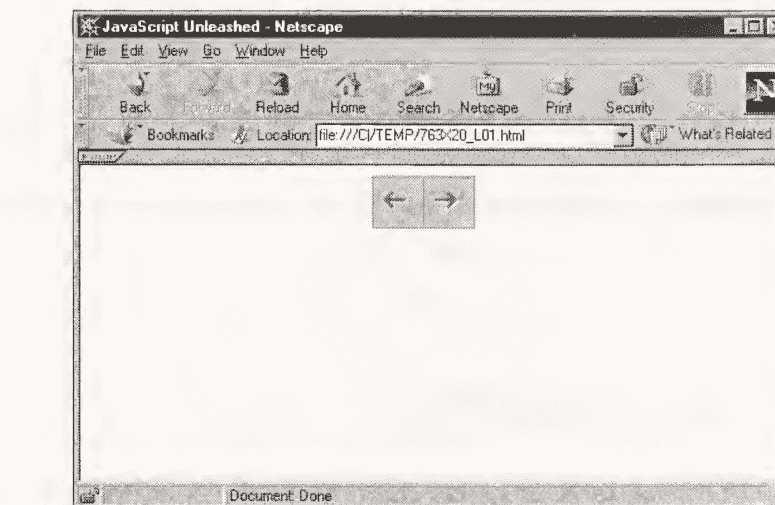 JavaScript Unleashed - Netscape
File Edit View Go Window Help
Back Forward Reload Home Search Netscape Print Security Stop
My
N
Bookmarks Location: file:///C|/TEMP/763X20_L01.html What's Related
Document: Done